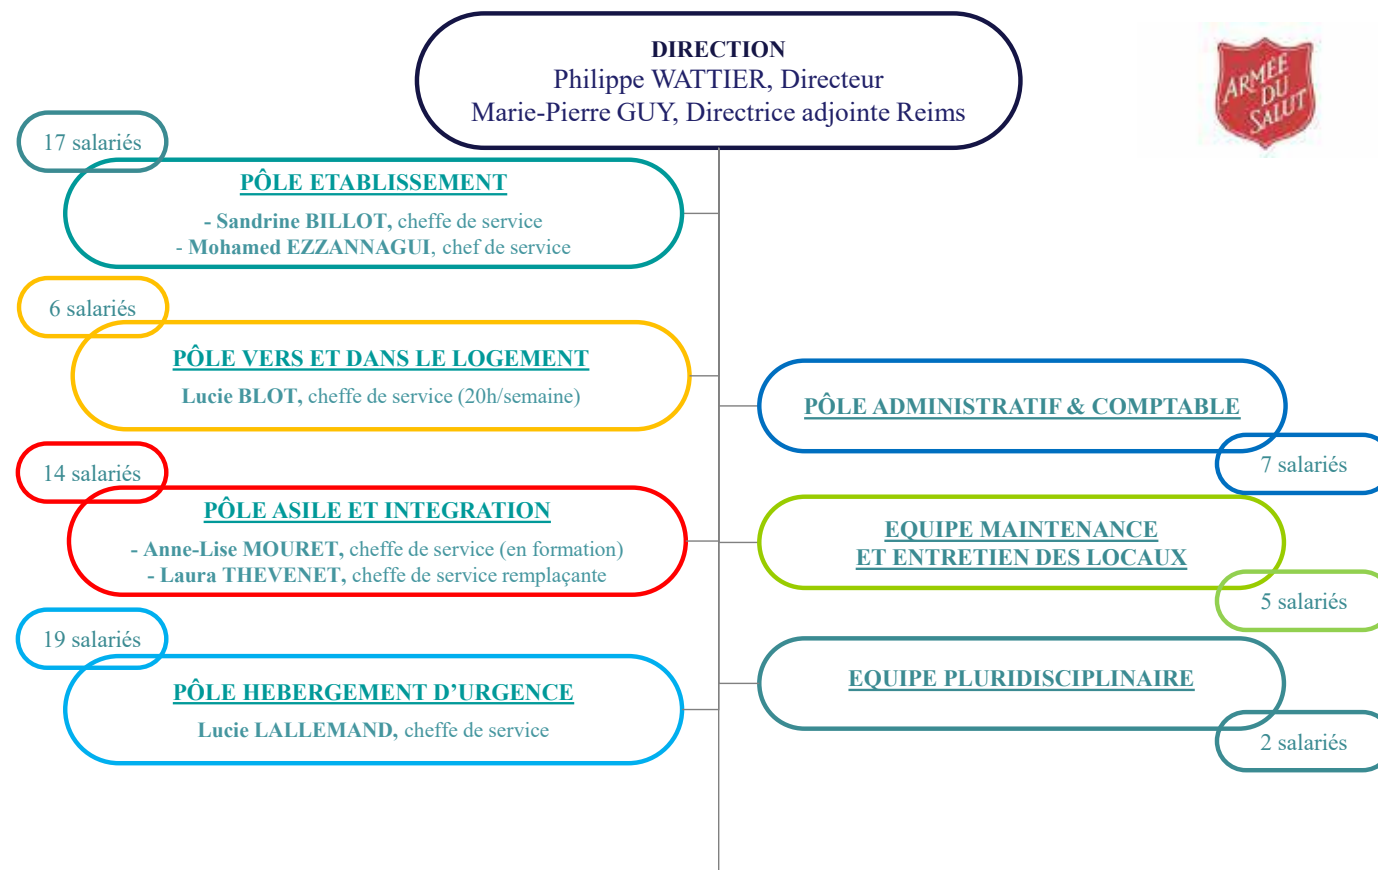 DIRECTION
Philippe WATTIER, Directeur
Marie-Pierre GUY, Directrice adjointe Reims
ARMÉE
DU
SALUT
17 salariés
PÔLE ETABLISSEMENT
- Sandrine BILLOT, cheffe de service
- Mohamed EZZANNAGUI, chef de service
6 salariés
PÔLE VERS ET DANS LE LOGEMENT
Lucie BLOT, cheffe de service (20h/semaine)
14 salariés
PÔLE ASILE ET INTEGRATION
- Anne-Lise MOURET, cheffe de service (en formation)
- Laura THEVENET, cheffe de service remplaçante
19 salariés
PÔLE HEBERGEMENT D’URGENCE
Lucie LALLEMAND, cheffe de service
PÔLE ADMINISTRATIF & COMPTABLE
7 salariés
EQUIPE MAINTENANCE
ET ENTRETIEN DES LOCAUX
5 salariés
EQUIPE PLURIDISCIPLINAIRE
2 salariés